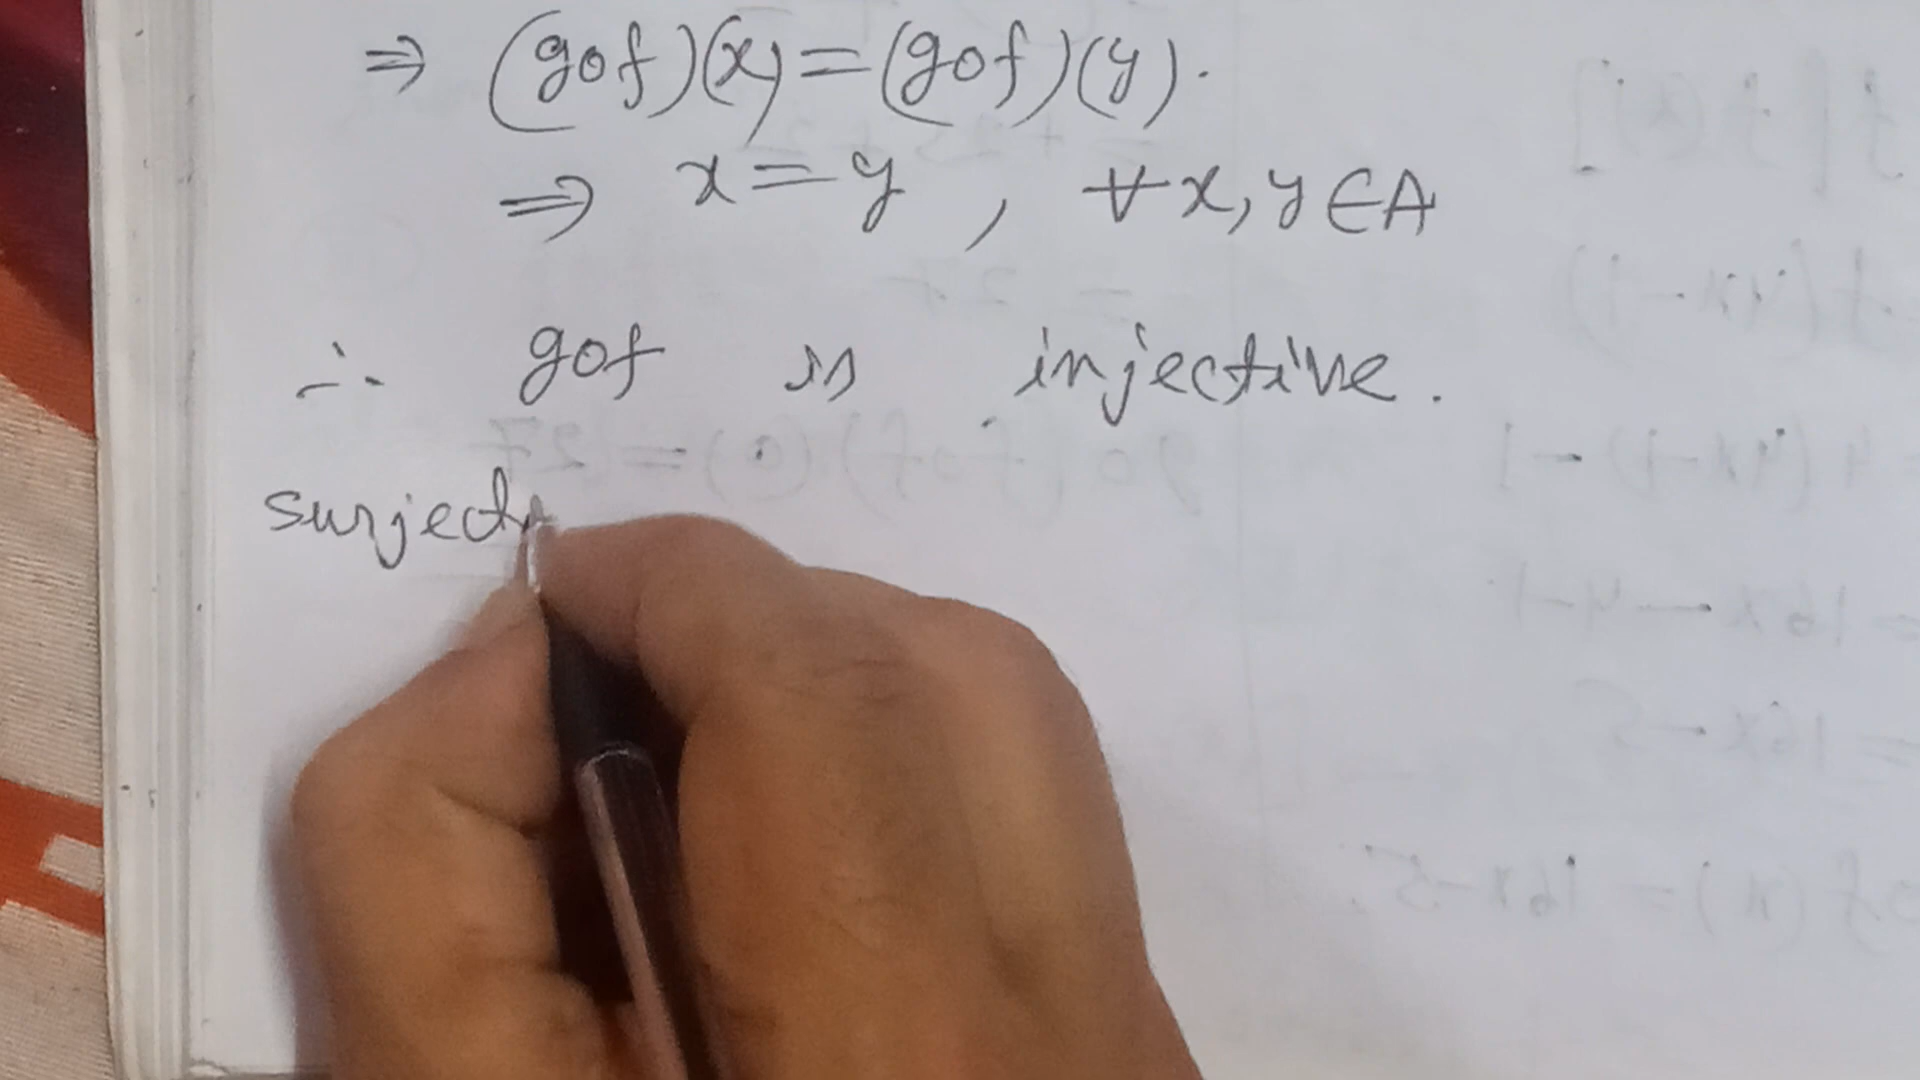 ⇒ (gof)(x) = (gof)(y).
⇒ x = y , ∀ x, y ∈ A
∴ gof is injective.
surject